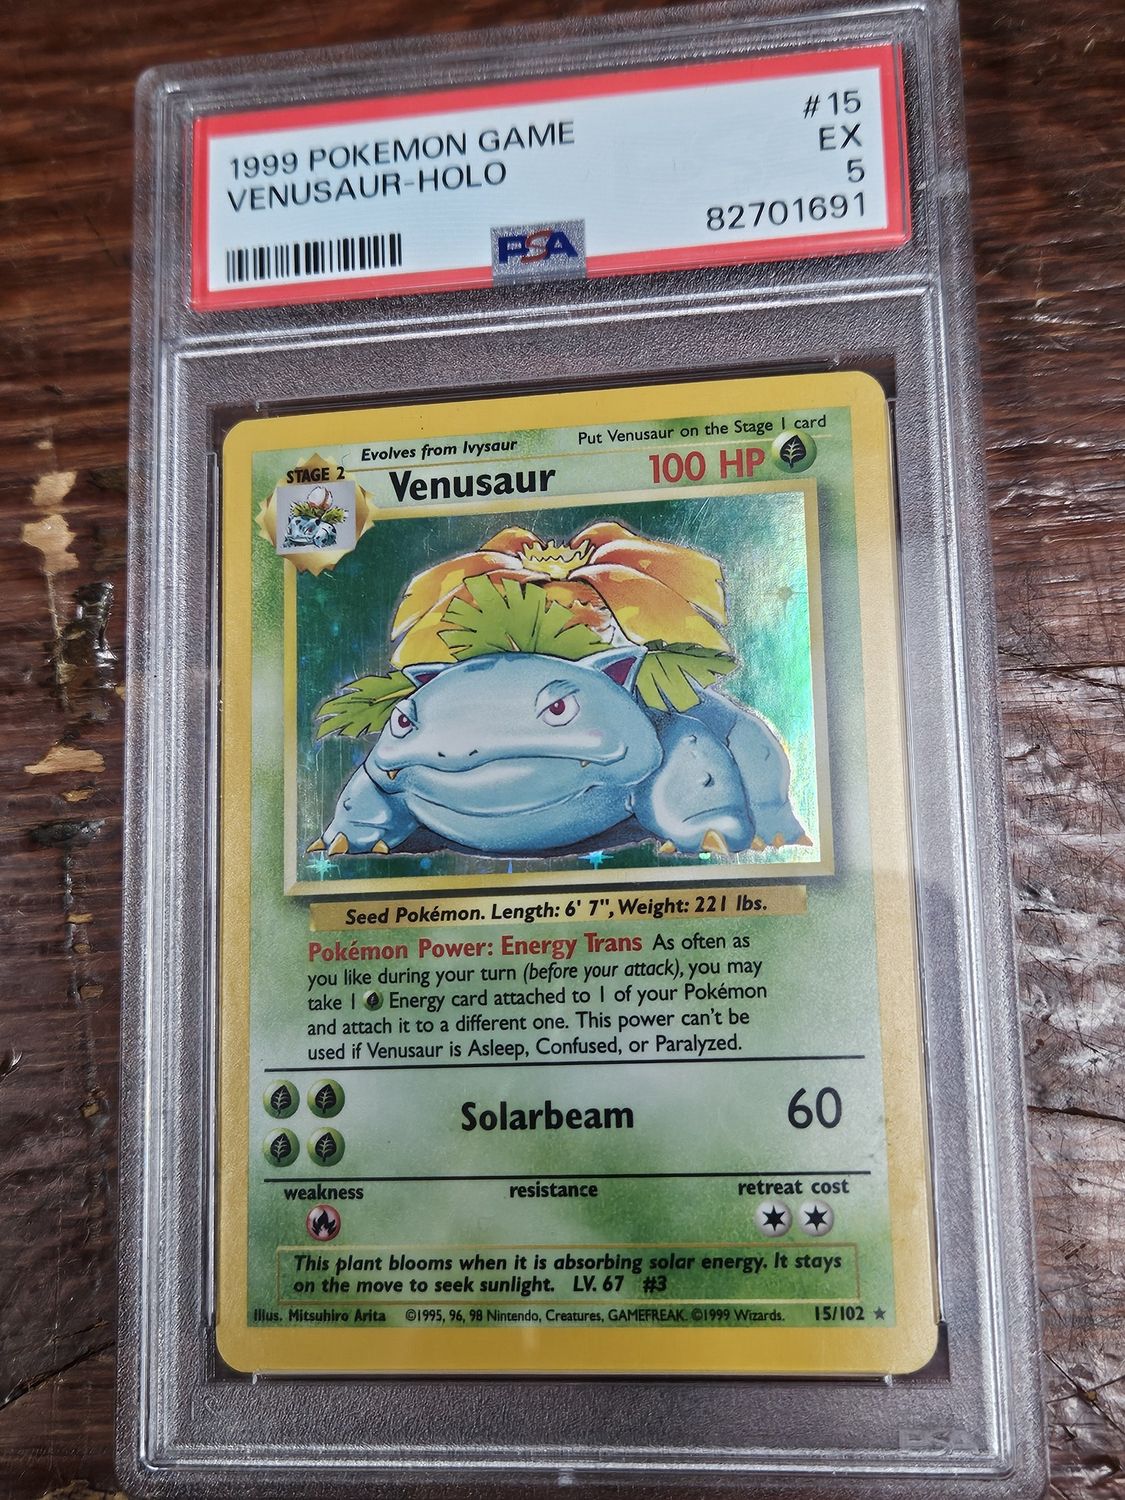 1999 POKEMON GAME #15
VENUSAUR-HOLO EX
5
PSA 82701691
Evolves from Ivysaur Put Venusaur on the Stage 1 card
STAGE 2 Venusaur 100 HP
Seed Pokémon. Length: 6' 7", Weight: 221 lbs.
Pokémon Power: Energy Trans As often as
you like during your turn (before your attack), you may
take 1 Energy card attached to 1 of your Pokémon
and attach it to a different one. This power can't be
used if Venusaur is Asleep, Confused, or Paralyzed.
Solarbeam 60
weakness resistance retreat cost
This plant blooms when it is absorbing solar energy. It stays
on the move to seek sunlight. LV. 67 #3
Illus. Mitsuhiro Arita ©1995, 96, 98 Nintendo, Creatures, GAMEFREAK. ©1999 Wizards. 15/102 ★
PSA